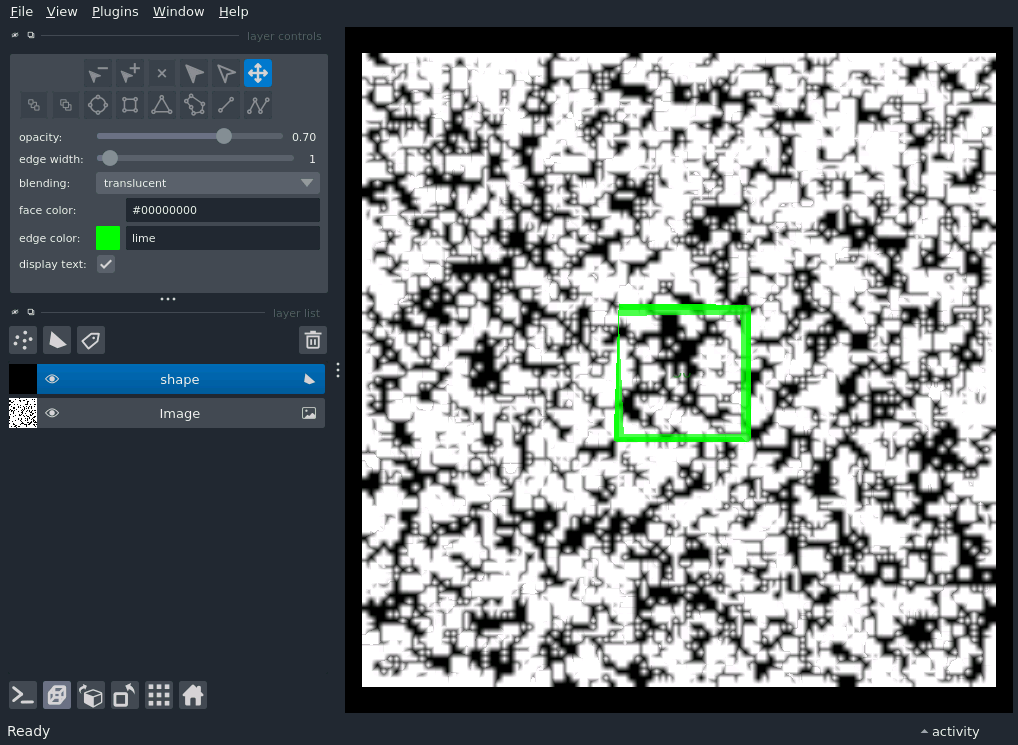 File View Plugins Window Help
layer controls
opacity: 0.70
edge width: 1
blending: translucent
face color: #00000000
edge color: lime
display text:
layer list
shape
Image
Ready
activity